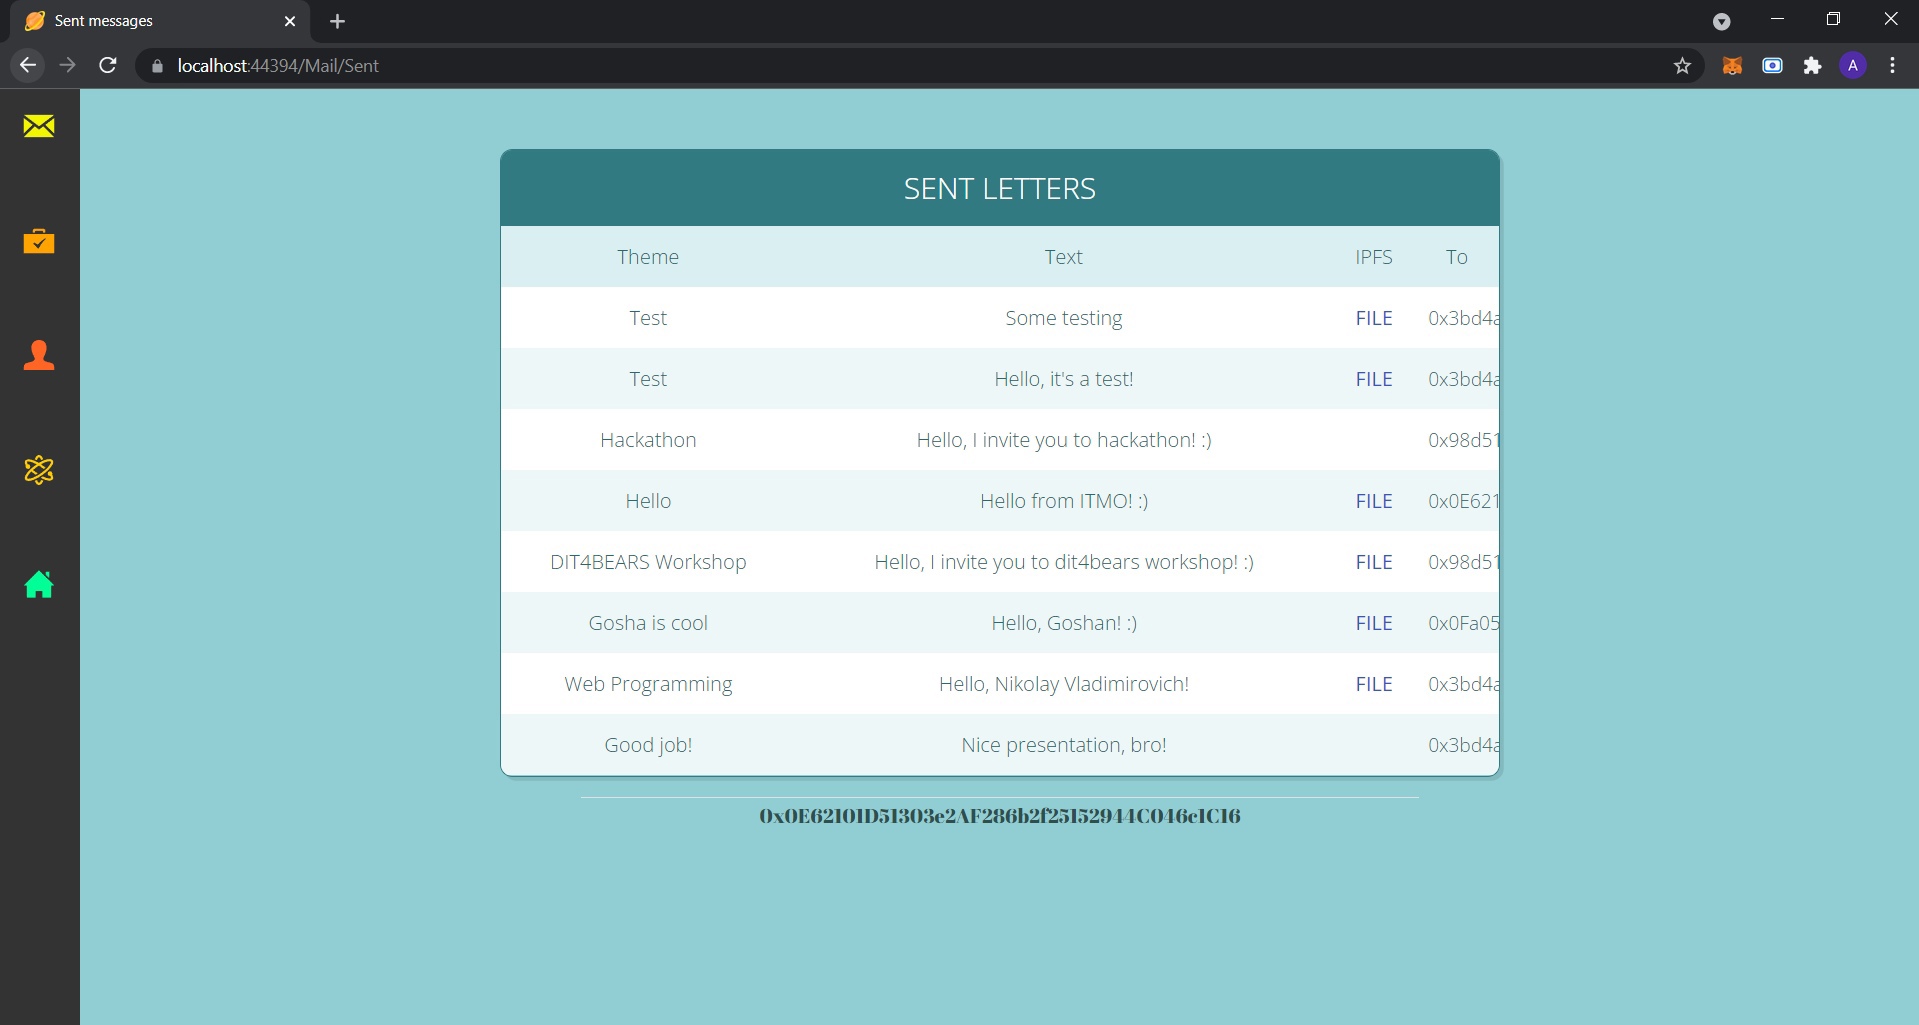 Sent messages
localhost:44394/Mail/Sent
A
SENT LETTERS
Theme Text IPFS To
Test Some testing FILE 0x3bd4a
Test Hello, it's a test! FILE 0x3bd4a
Hackathon Hello, I invite you to hackathon! :) 0x98d51
Hello Hello from ITMO! :) FILE 0x0E621
DIT4BEARS Workshop Hello, I invite you to dit4bears workshop! :) FILE 0x98d51
Gosha is cool Hello, Goshan! :) FILE 0x0Fa05
Web Programming Hello, Nikolay Vladimirovich! FILE 0x3bd4a
Good job! Nice presentation, bro! 0x3bd4a
0x0E62101D51303e2AF286b2f25152944C046c1C16